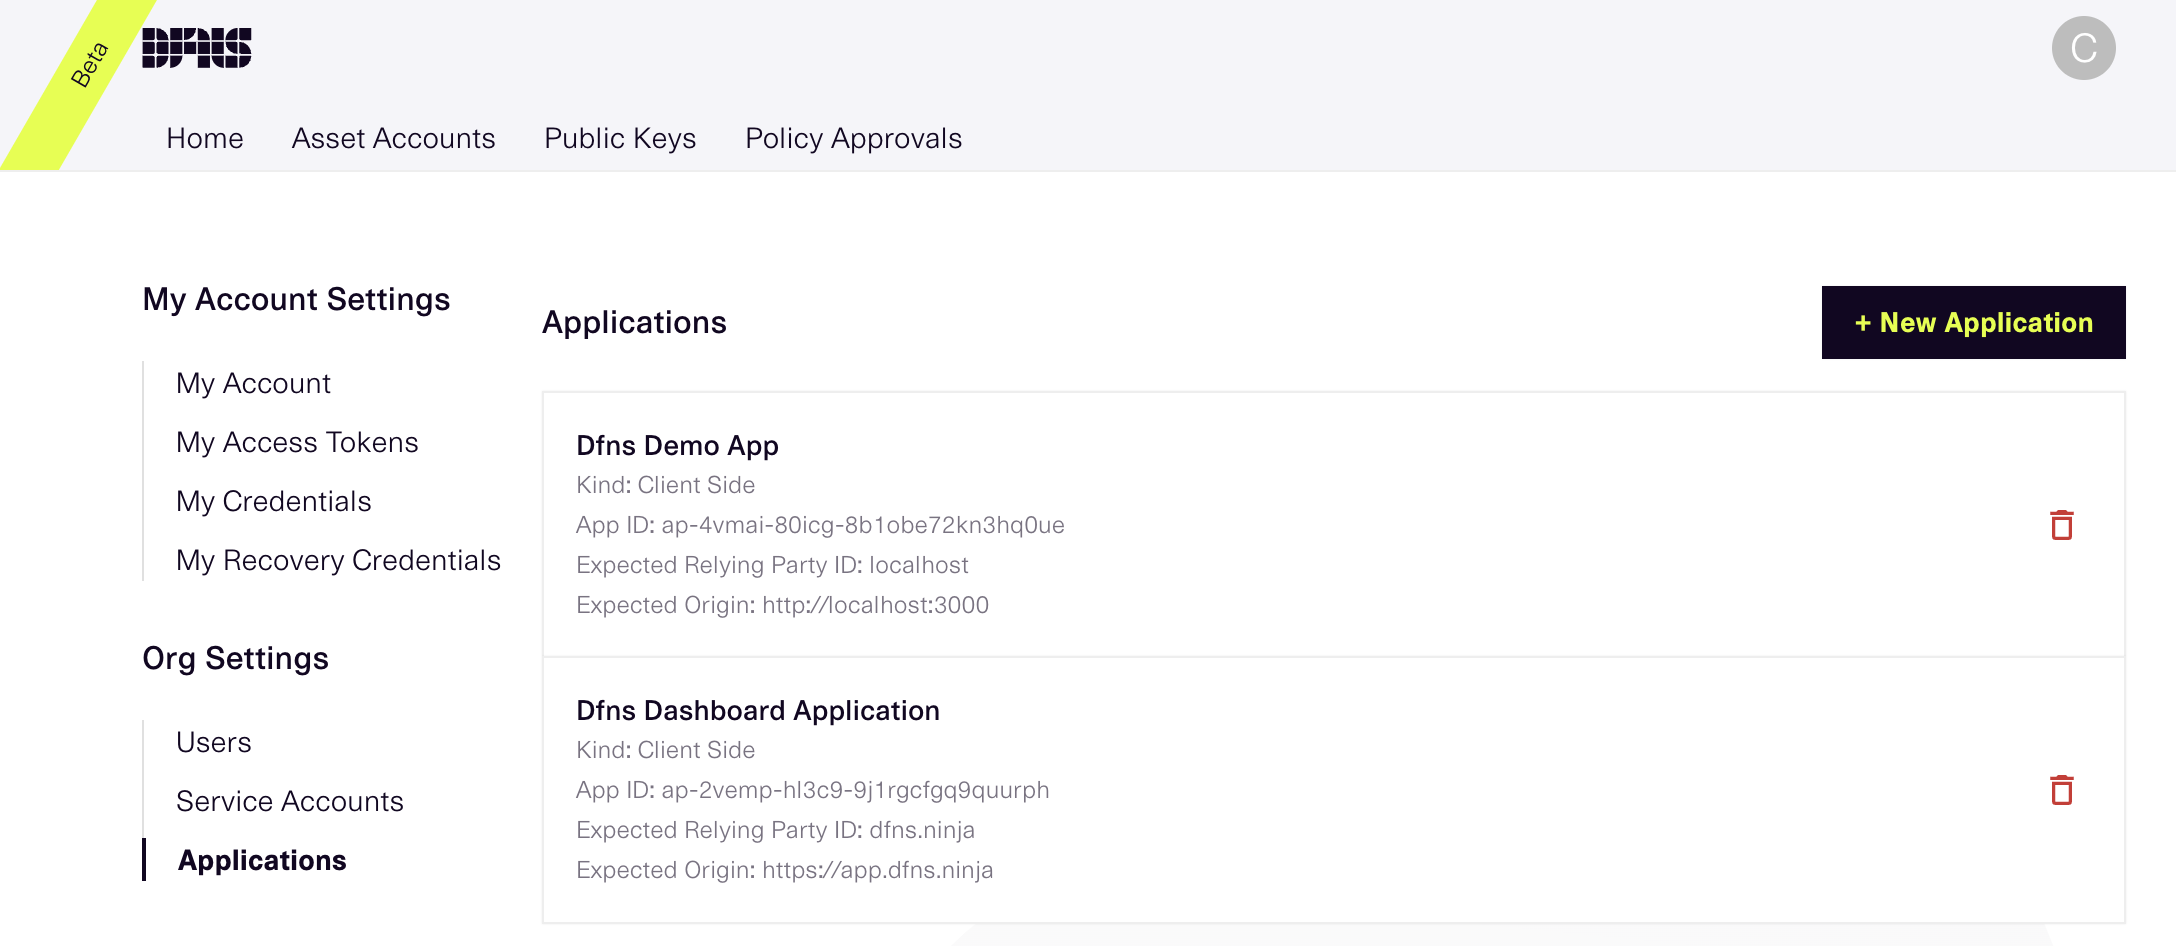 Beta
DFNS
C
Home
Asset Accounts
Public Keys
Policy Approvals
My Account Settings
My Account
My Access Tokens
My Credentials
My Recovery Credentials
Org Settings
Users
Service Accounts
Applications
Applications
+ New Application
Dfns Demo App
Kind: Client Side
App ID: ap-4vmai-80icg-8b1obe72kn3hq0ue
Expected Relying Party ID: localhost
Expected Origin: http://localhost:3000
Dfns Dashboard Application
Kind: Client Side
App ID: ap-2vemp-hl3c9-9j1rgcfgq9quurph
Expected Relying Party ID: dfns.ninja
Expected Origin: https://app.dfns.ninja